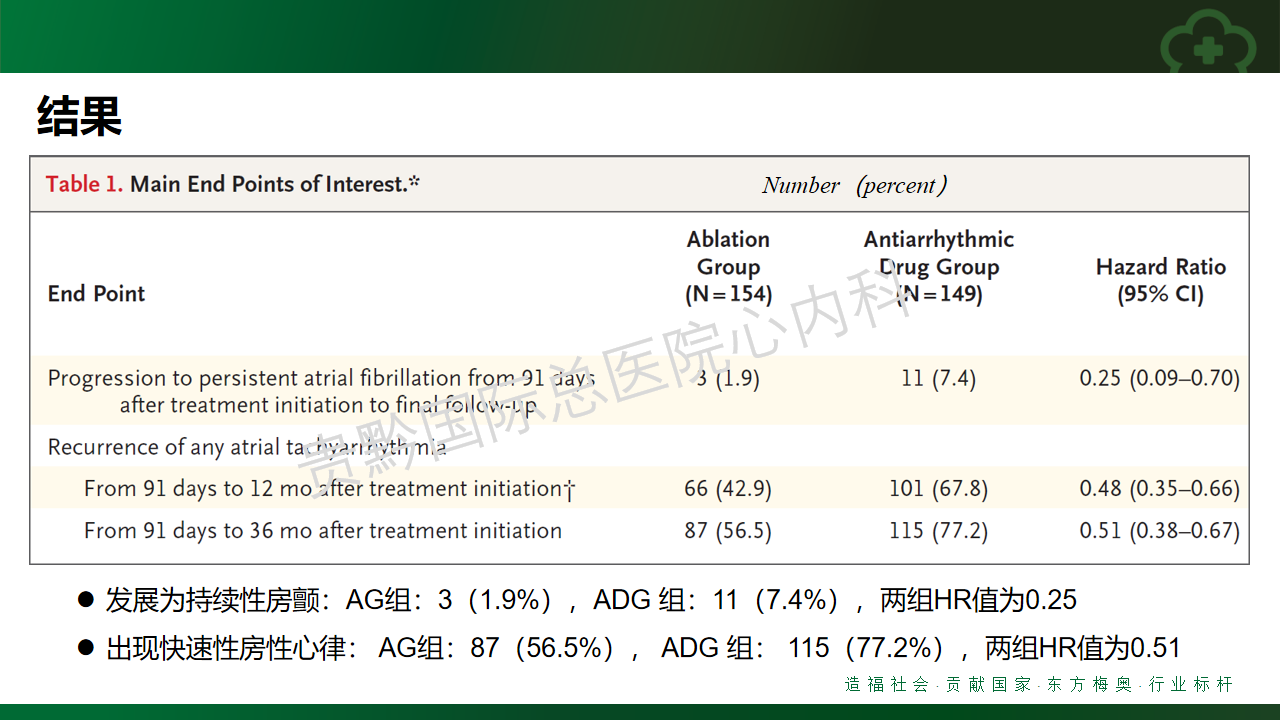 结果
Table 1. Main End Points of Interest.* Number（percent）
Ablation Group (N=154)
Antiarrhythmic Drug Group (N=149)
Hazard Ratio (95% CI)
End Point
Progression to persistent atrial fibrillation from 91 days 3 (1.9) 11 (7.4) 0.25 (0.09–0.70)
after treatment initiation to final follow-up
Recurrence of any atrial tachyarrhythmia
From 91 days to 12 mo after treatment initiation† 66 (42.9) 101 (67.8) 0.48 (0.35–0.66)
From 91 days to 36 mo after treatment initiation 87 (56.5) 115 (77.2) 0.51 (0.38–0.67)
贵黔国际总医院心内科
● 发展为持续性房颤：AG组：3（1.9%），ADG 组：11（7.4%），两组HR值为0.25
● 出现快速性房性心律： AG组：87（56.5%）， ADG 组： 115（77.2%），两组HR值为0.51
造福社会·贡献国家·东方梅奥·行业标杆